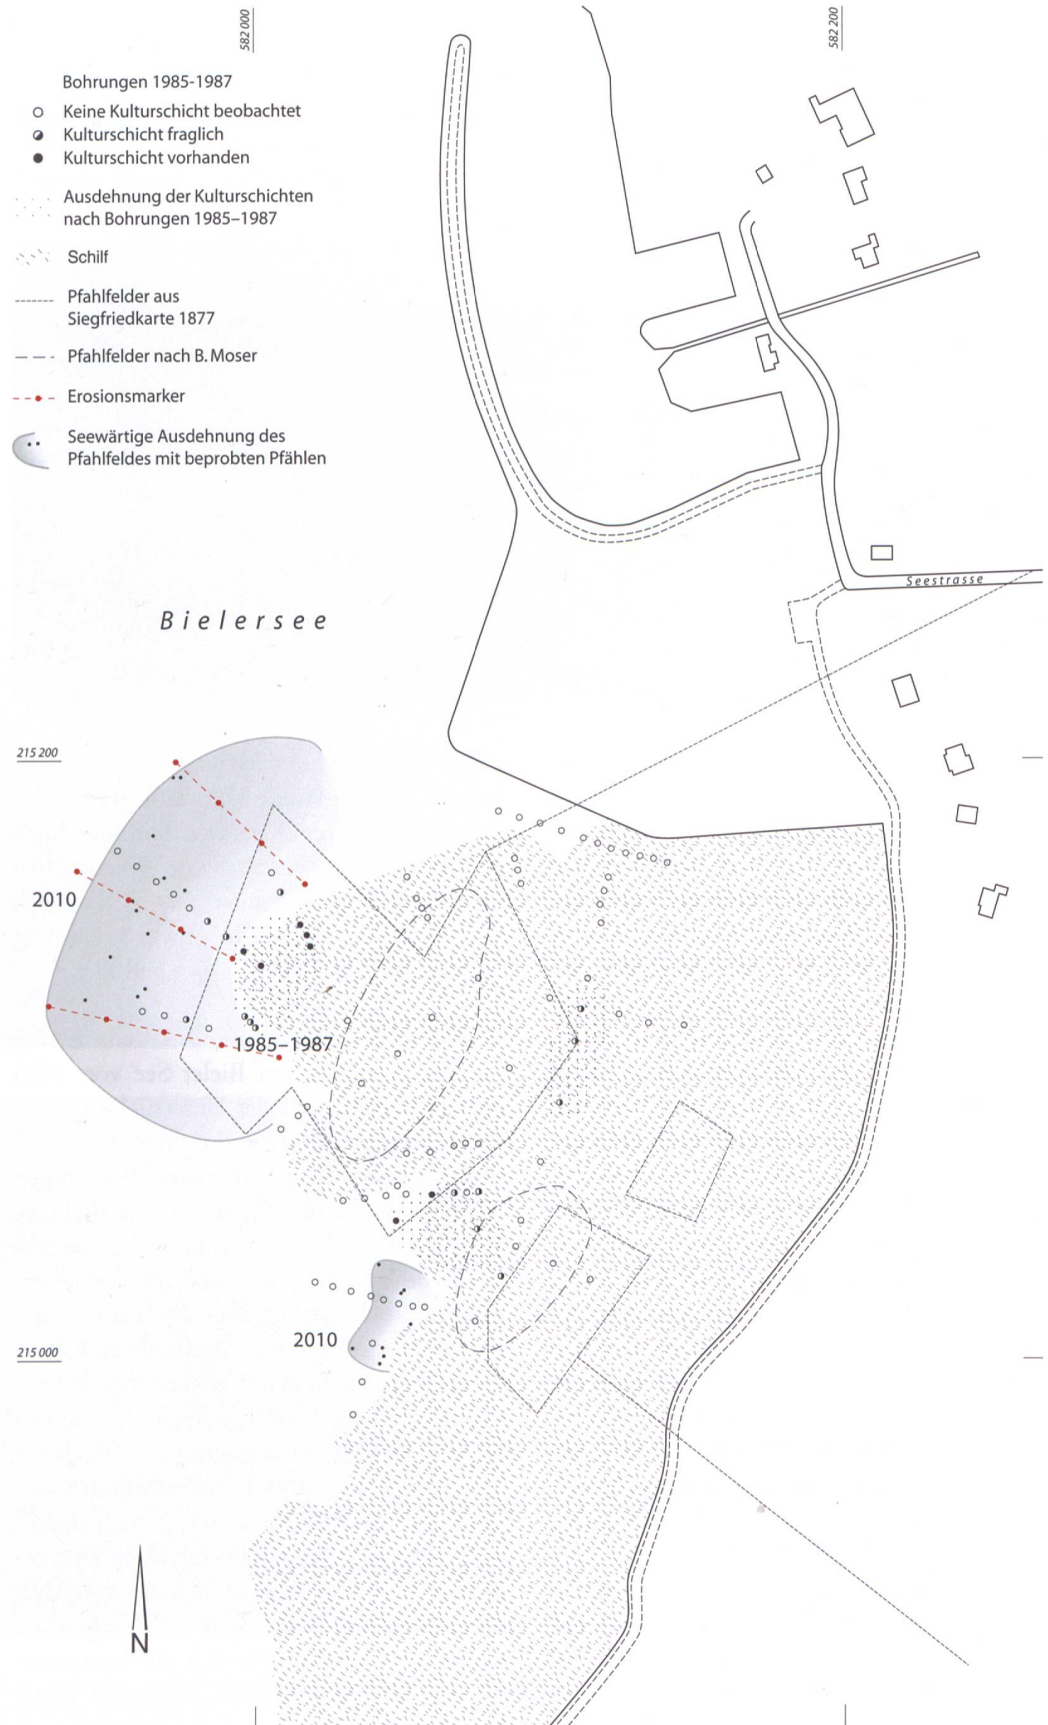 582 000
582 200
Bohrungen 1985-1987
Keine Kulturschicht beobachtet
Kulturschicht fraglich
Kulturschicht vorhanden
Ausdehnung der Kulturschichten
nach Bohrungen 1985–1987
Schilf
Pfahlfelder aus
Siegfriedkarte 1877
Pfahlfelder nach B. Moser
Erosionsmarker
Seewärtige Ausdehnung des
Pfahlfeldes mit beprobten Pfählen
Seestrasse
Bielersee
215 200
2010
1985–1987
2010
215 000
N